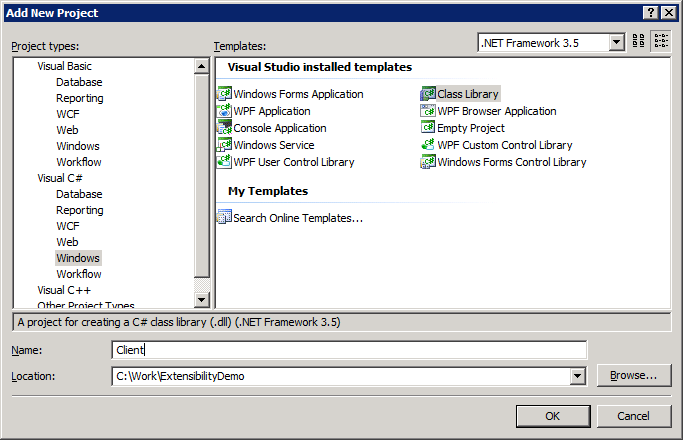 Add New Project
Project types:
Templates:
.NET Framework 3.5
Visual Basic
Database
Reporting
WCF
Web
Windows
Workflow
Visual C#
Database
Reporting
WCF
Web
Windows
Workflow
Visual C++
Other Project Types
Visual Studio installed templates
Windows Forms Application
Class Library
WPF Application
WPF Browser Application
Console Application
Empty Project
Windows Service
WPF Custom Control Library
WPF User Control Library
Windows Forms Control Library
My Templates
Search Online Templates...
A project for creating a C# class library (.dll) (.NET Framework 3.5)
Name:
Client
Location:
C:\Work\ExtensibilityDemo
Browse...
OK
Cancel